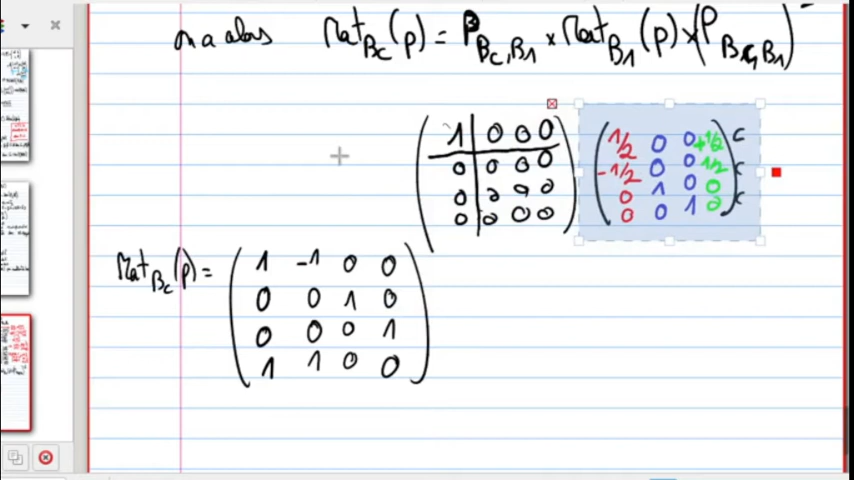 on a alors Mat_Bc(p) = P_Bc,B1 × Mat_B1(p) × (P_Bc,B1)
( 1 0 0 0 ) ( 1/2 0 0 +1/2 ) c
( 0 0 0 0 ) ( -1/2 0 0 1/2 ) c
( 0 0 0 0 ) ( 0 1 0 0 ) c
( 0 0 0 0 ) ( 0 0 1 0 )
Mat_Bc(p) = ( 1 -1 0 0 )
( 0 0 1 0 )
( 0 0 0 1 )
( 1 1 0 0 )